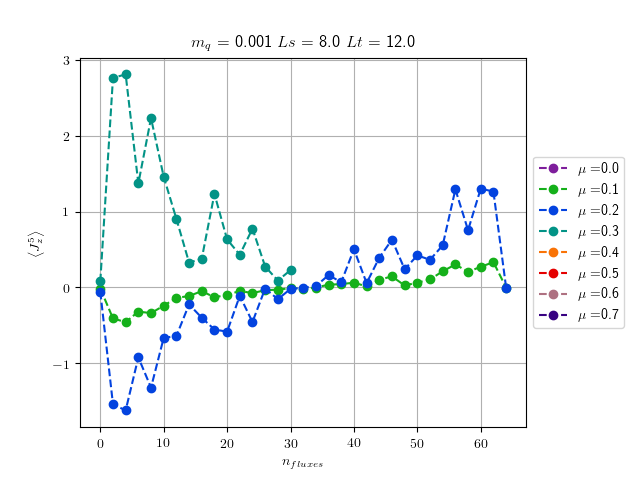 m_q = 0.001 Ls = 8.0 Lt = 12.0
3
2
1
0
−1
⟨J_z^5⟩
0 10 20 30 40 50 60
n_{fluxes}
μ =0.0
μ =0.1
μ =0.2
μ =0.3
μ =0.4
μ =0.5
μ =0.6
μ =0.7